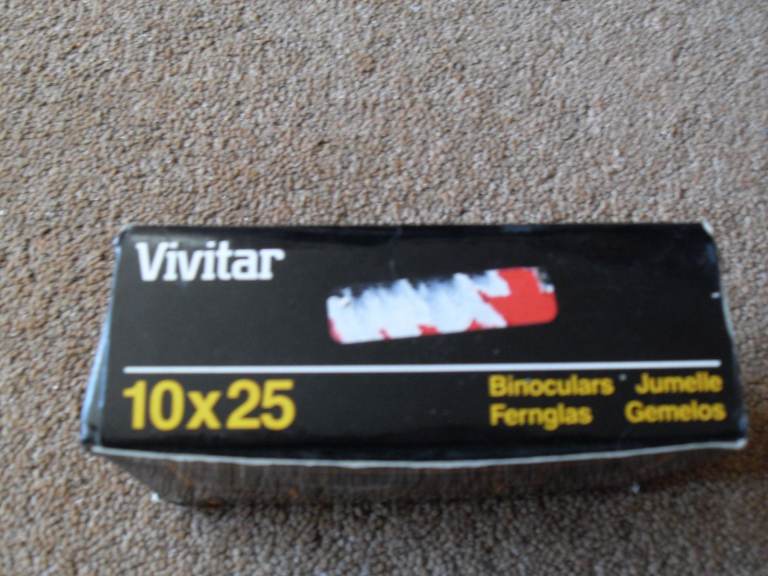 Vivitar
10x25
Binoculars Jumelle
Fernglas Gemelos